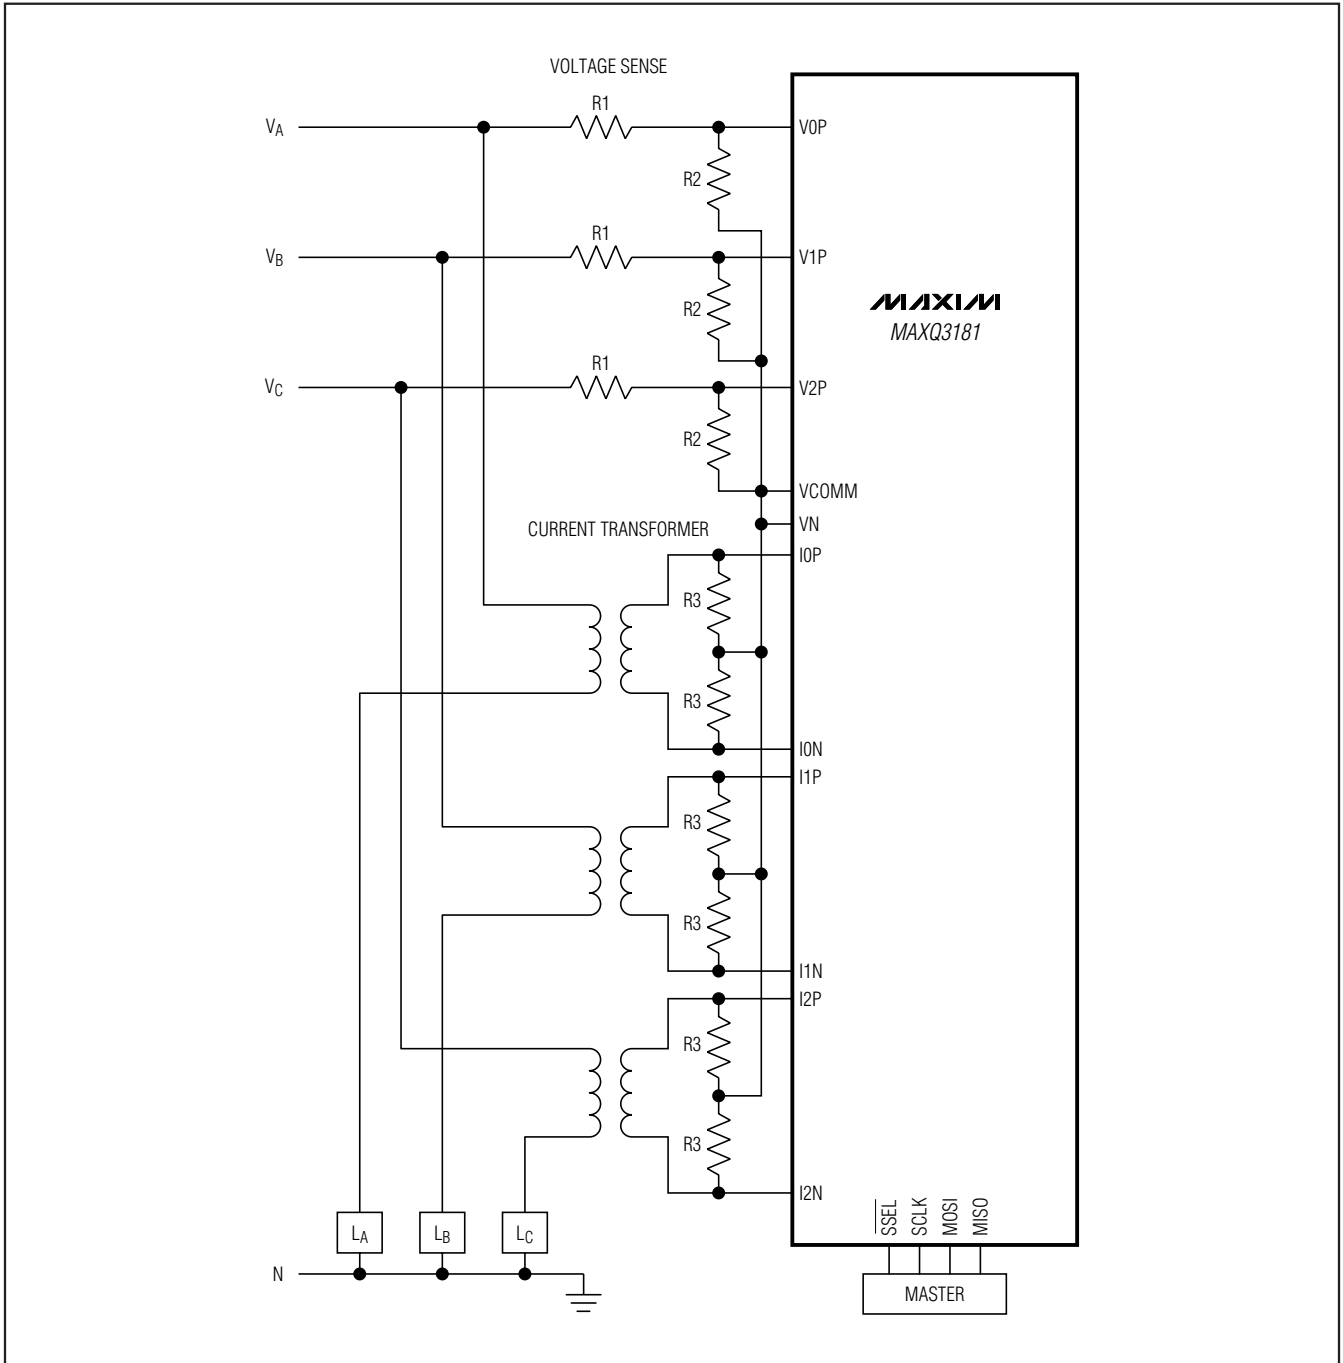 VOLTAGE SENSE
VA
R1
V0P
R2
VB
R1
V1P
R2
MAXIM
MAXQ3181
VC
R1
V2P
R2
VCOMM
VN
CURRENT TRANSFORMER
I0P
R3
R3
I0N
I1P
R3
R3
I1N
I2P
R3
R3
I2N
SSEL
SCLK
MOSI
MISO
LA
LB
LC
N
MASTER